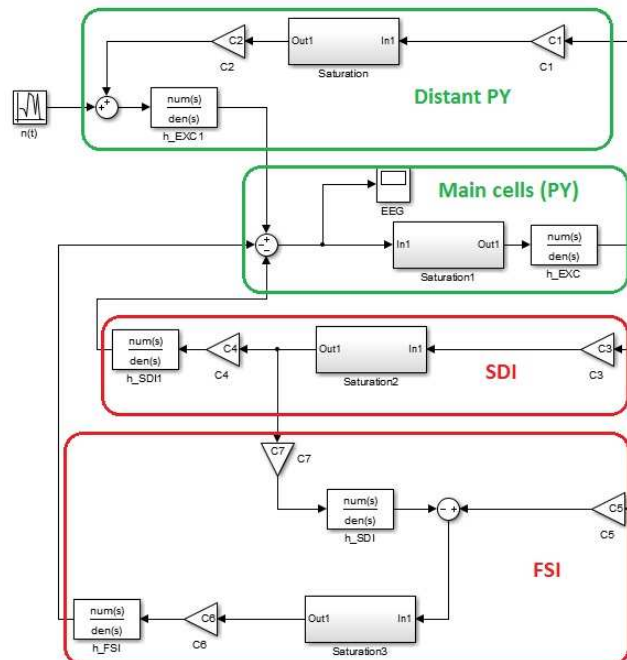 C2
Out1
In1
C1
C2
Saturation
C1
Distant PY
n(t)
+
+
num(s)
den(s)
h_EXC1
Main cells (PY)
EEG
+
−
−
In1
Out1
Saturation1
num(s)
den(s)
h_EXC
num(s)
den(s)
h_SDI1
C4
C4
Out1
In1
Saturation2
C3
C3
SDI
C7
C7
num(s)
den(s)
h_SDI
- +
C5
C5
FSI
num(s)
den(s)
h_FSI
C6
C6
Out1
In1
Saturation3